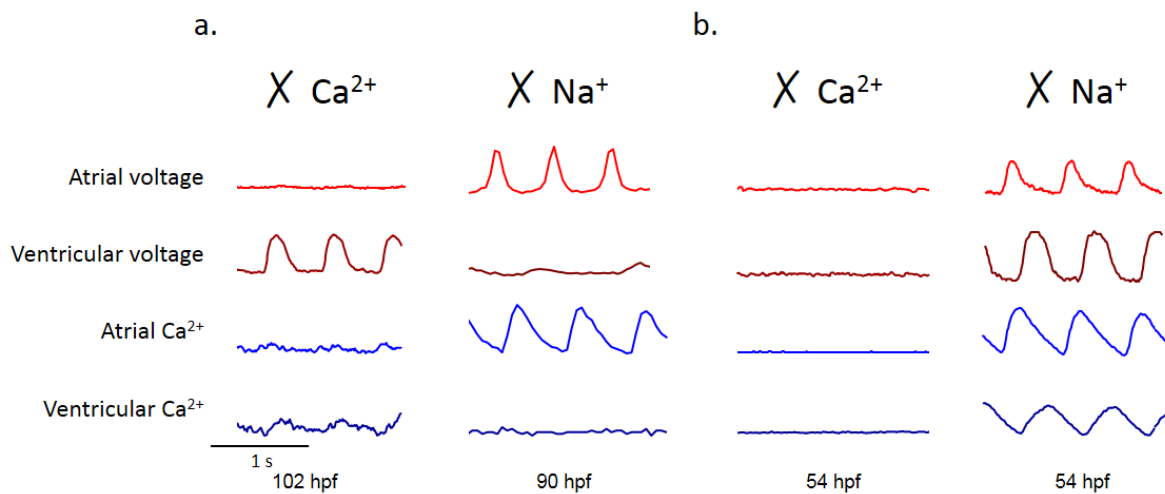 a. b.
X Ca²⁺ X Na⁺ X Ca²⁺ X Na⁺
Atrial voltage
Ventricular voltage
Atrial Ca²⁺
Ventricular Ca²⁺
1 s
102 hpf 90 hpf 54 hpf 54 hpf